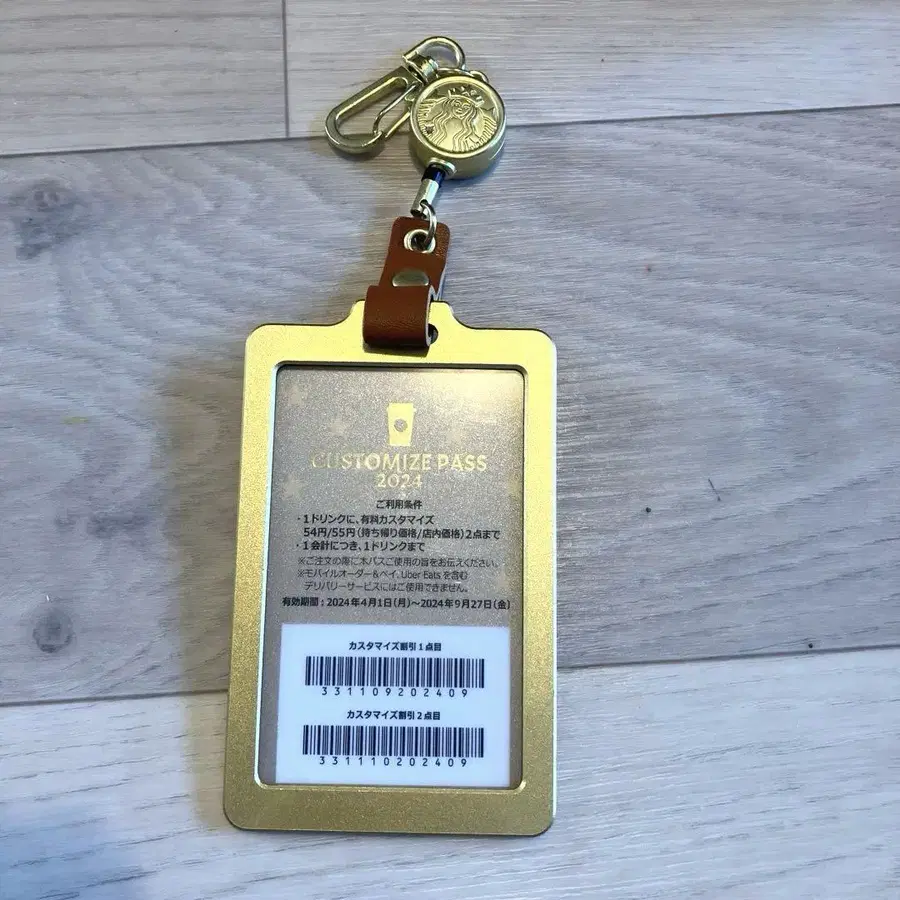 CUSTOMIZE PASS
2024
ご利用条件
・1ドリンクに、有料カスタマイズ
54円/55円(持ち帰り価格/店内価格)2点まで
・1会計につき、1ドリンクまで
※ご注文の際に本パスご使用の旨をお伝えください。
※モバイルオーダー&ペイ、Uber Eats を含む
デリバリーサービスにはご使用できません。
有効期間:2024年4月1日(月)~2024年9月27日(金)
カスタマイズ割引1点目
331109202409
カスタマイズ割引2点目
331110202409